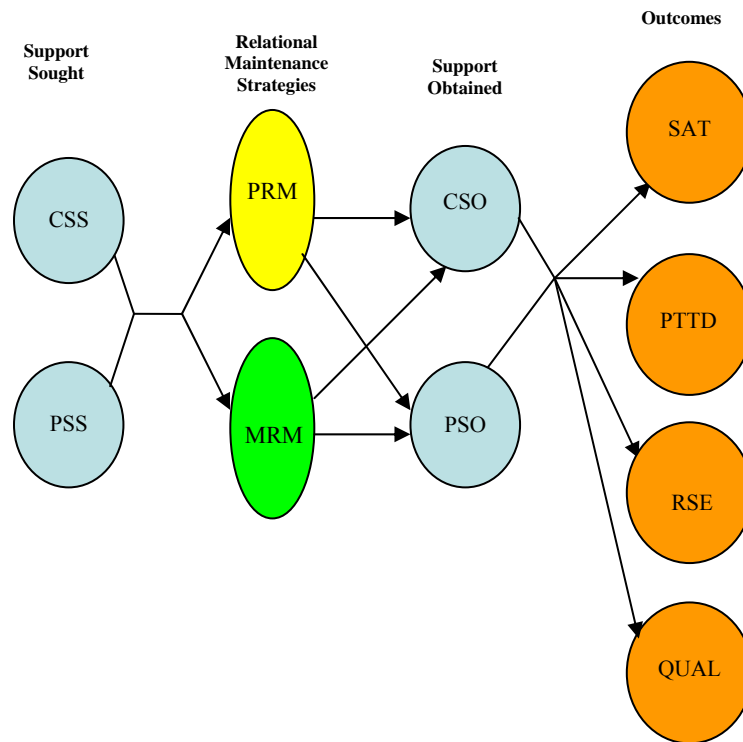 Support
Sought
Relational
Maintenance
Strategies
Support
Obtained
Outcomes
CSS
PSS
PRM
MRM
CSO
PSO
SAT
PTTD
RSE
QUAL